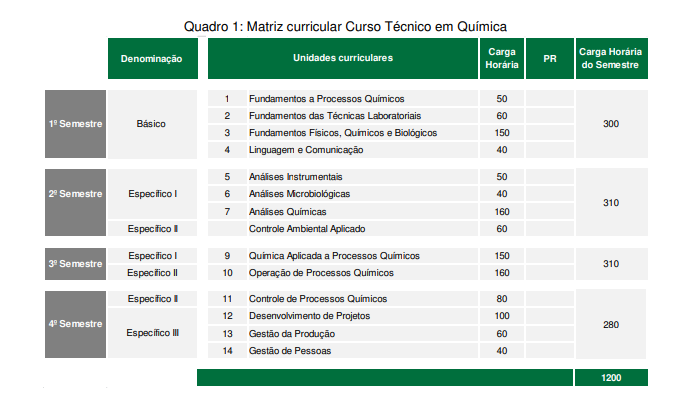 Quadro 1: Matriz curricular Curso Técnico em Química
Denominação Unidades curriculares Carga Horária PR Carga Horária do Semestre
1º Semestre Básico 1 Fundamentos a Processos Químicos 50 300
2 Fundamentos das Técnicas Laboratoriais 60
3 Fundamentos Físicos, Químicos e Biológicos 150
4 Linguagem e Comunicação 40
2º Semestre Específico I 5 Análises Instrumentais 50 310
6 Análises Microbiológicas 40
7 Análises Químicas 160
Específico II Controle Ambiental Aplicado 60
3º Semestre Específico I 9 Química Aplicada a Processos Químicos 150 310
Específico II 10 Operação de Processos Químicos 160
4º Semestre Específico II 11 Controle de Processos Químicos 80 280
Específico III 12 Desenvolvimento de Projetos 100
13 Gestão da Produção 60
14 Gestão de Pessoas 40
1200